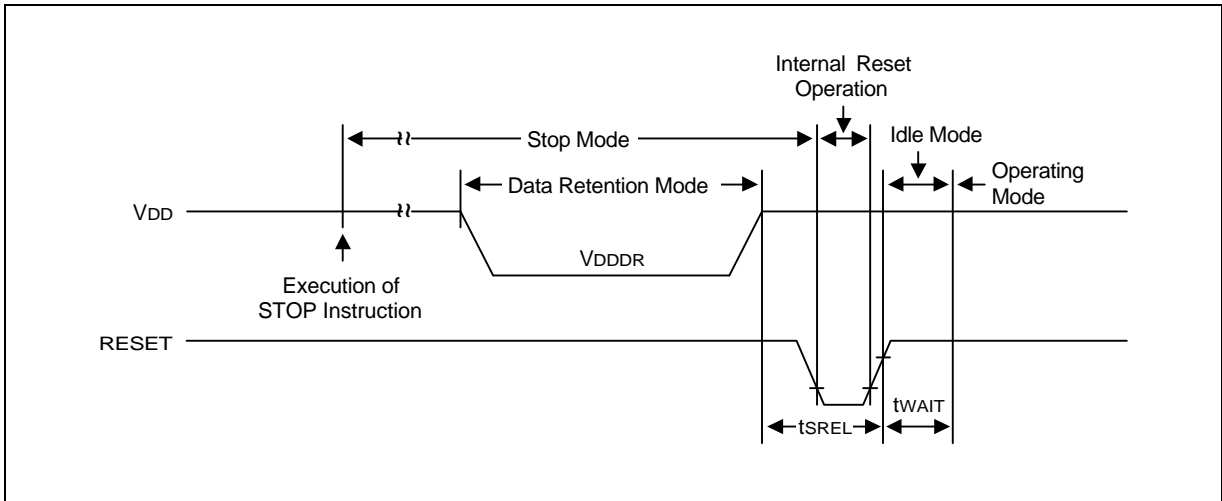 Internal Reset
Operation
Stop Mode
Idle Mode
Data Retention Mode
Operating
Mode
VDD
VDDDR
Execution of
STOP Instruction
RESET
tWAIT
tSREL